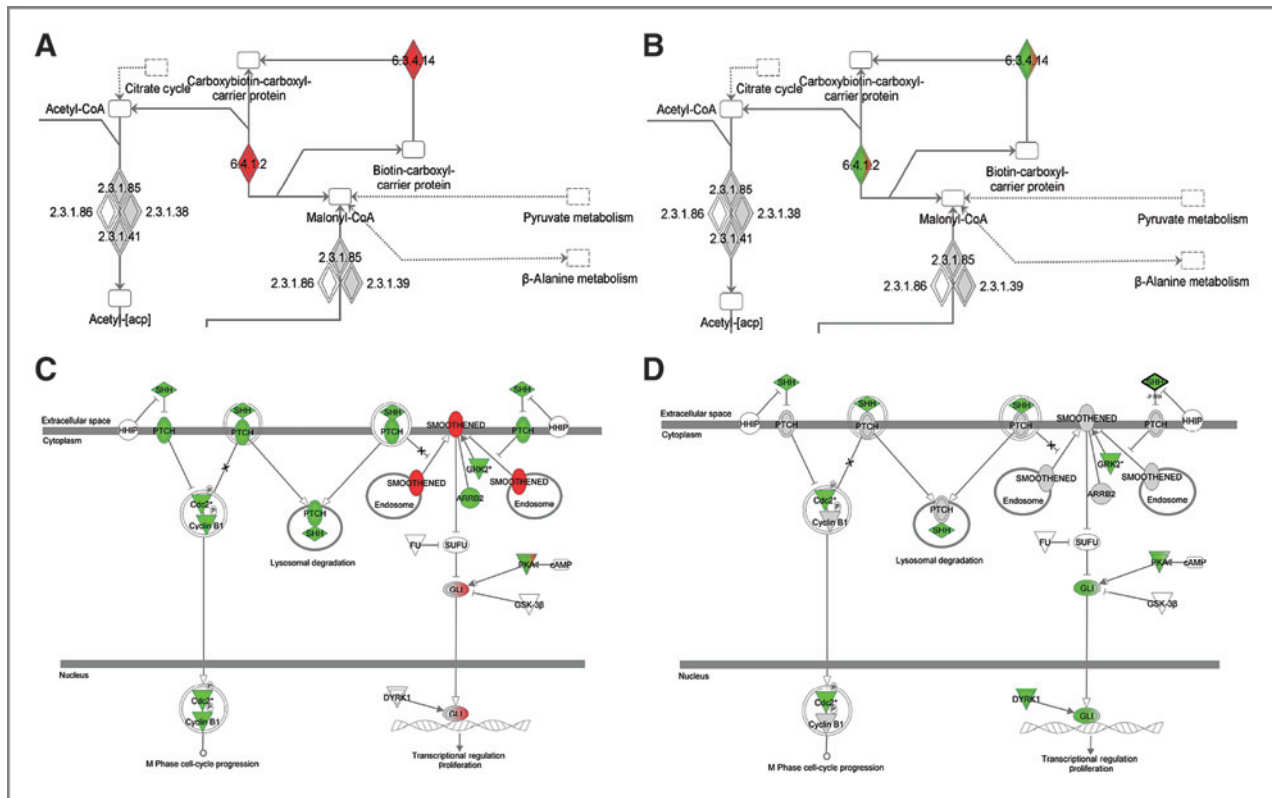 A
6.3.4.14
Citrate cycle
Carboxybiotin-carboxyl-
carrier protein
Acetyl-CoA
6.4.1.2
Biotin-carboxyl-
carrier protein
2.3.1.85
2.3.1.86
2.3.1.38
2.3.1.41
Malonyl-CoA
Pyruvate metabolism
2.3.1.85
2.3.1.86
2.3.1.39
β-Alanine metabolism
Acetyl-[acp]
B
6.3.4.14
Citrate cycle
Carboxybiotin-carboxyl-
carrier protein
Acetyl-CoA
6.4.1.2
Biotin-carboxyl-
carrier protein
2.3.1.85
2.3.1.86
2.3.1.38
2.3.1.41
Malonyl-CoA
Pyruvate metabolism
2.3.1.85
2.3.1.86
2.3.1.39
β-Alanine metabolism
Acetyl-[acp]
C
SHH
SHH
SHH
SHH
Extracellular space
Cytoplasm
HHIP
PTCH
PTCH
PTCH
SMOOTHENED
PTCH
HHIP
x
x
GRK2*
SMOOTHENED
SMOOTHENED
Endosome
Endosome
ARRB2
P
Cdc2*
P
Cyclin B1
PTCH
SHH
Lysosomal degradation
FU
SUFU
PKA1
cAMP
GLI
GSK-3β
Nucleus
P
Cdc2*
P
Cyclin B1
DYRK1
GLI
M Phase cell-cycle progression
Transcriptional regulation
proliferation
D
SHH
SHH
SHH
SHH
Extracellular space
Cytoplasm
HHIP
PTCH
PTCH
PTCH
SMOOTHENED
PTCH
HHIP
x
x
GRK2*
SMOOTHENED
SMOOTHENED
Endosome
Endosome
ARRB2
P
Cdc2*
P
Cyclin B1
PTCH
SHH
Lysosomal degradation
FU
SUFU
PKA1
cAMP
GLI
GSK-3β
Nucleus
P
Cdc2*
P
Cyclin B1
DYRK1
GLI
M Phase cell-cycle progression
Transcriptional regulation
proliferation